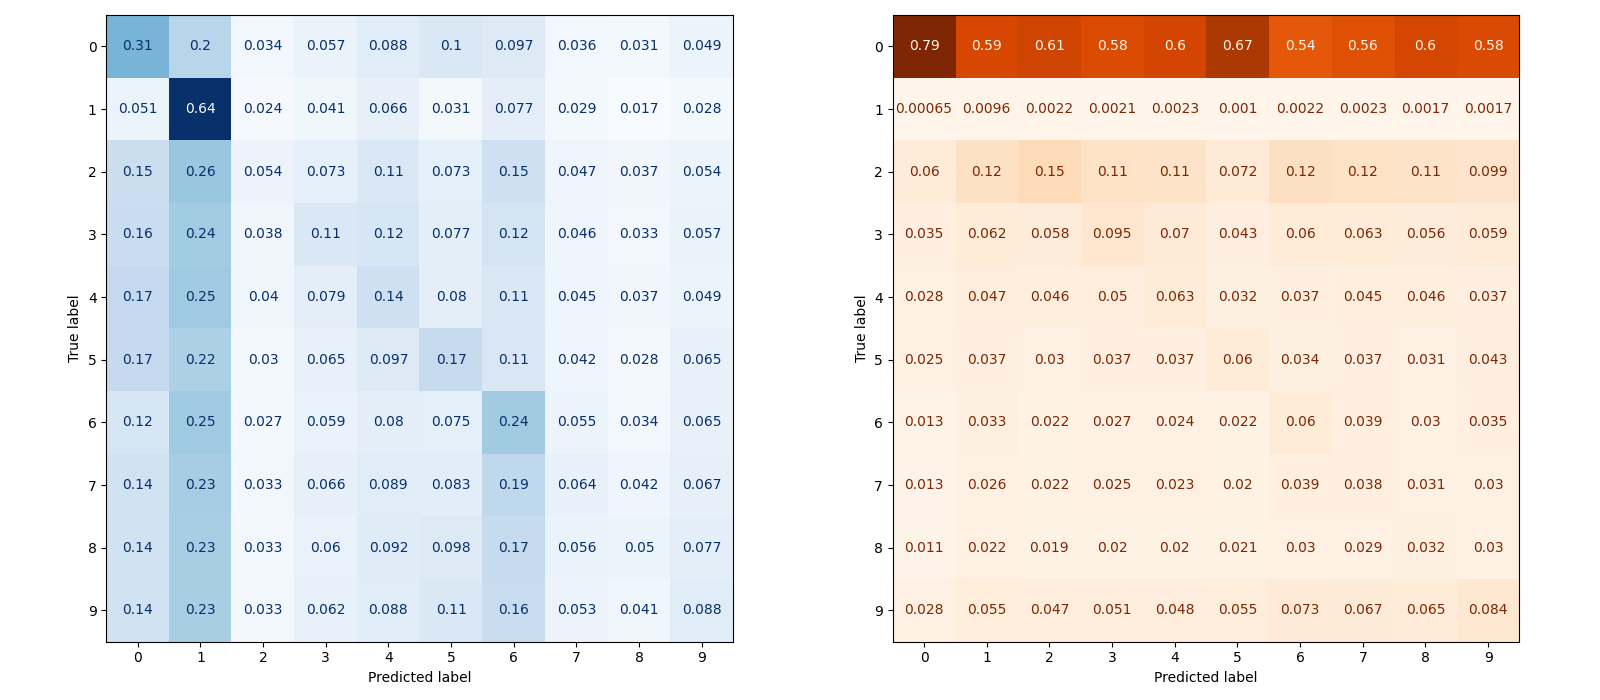 0 0.31 0.2 0.034 0.057 0.088 0.1 0.097 0.036 0.031 0.049
1 0.051 0.64 0.024 0.041 0.066 0.031 0.077 0.029 0.017 0.028
2 0.15 0.26 0.054 0.073 0.11 0.073 0.15 0.047 0.037 0.054
3 0.16 0.24 0.038 0.11 0.12 0.077 0.12 0.046 0.033 0.057
4 0.17 0.25 0.04 0.079 0.14 0.08 0.11 0.045 0.037 0.049
True label
5 0.17 0.22 0.03 0.065 0.097 0.17 0.11 0.042 0.028 0.065
6 0.12 0.25 0.027 0.059 0.08 0.075 0.24 0.055 0.034 0.065
7 0.14 0.23 0.033 0.066 0.089 0.083 0.19 0.064 0.042 0.067
8 0.14 0.23 0.033 0.06 0.092 0.098 0.17 0.056 0.05 0.077
9 0.14 0.23 0.033 0.062 0.088 0.11 0.16 0.053 0.041 0.088
0 1 2 3 4 5 6 7 8 9
Predicted label
0 0.79 0.59 0.61 0.58 0.6 0.67 0.54 0.56 0.6 0.58
1 0.00065 0.0096 0.0022 0.0021 0.0023 0.001 0.0022 0.0023 0.0017 0.0017
2 0.06 0.12 0.15 0.11 0.11 0.072 0.12 0.12 0.11 0.099
3 0.035 0.062 0.058 0.095 0.07 0.043 0.06 0.063 0.056 0.059
4 0.028 0.047 0.046 0.05 0.063 0.032 0.037 0.045 0.046 0.037
True label
5 0.025 0.037 0.03 0.037 0.037 0.06 0.034 0.037 0.031 0.043
6 0.013 0.033 0.022 0.027 0.024 0.022 0.06 0.039 0.03 0.035
7 0.013 0.026 0.022 0.025 0.023 0.02 0.039 0.038 0.031 0.03
8 0.011 0.022 0.019 0.02 0.02 0.021 0.03 0.029 0.032 0.03
9 0.028 0.055 0.047 0.051 0.048 0.055 0.073 0.067 0.065 0.084
0 1 2 3 4 5 6 7 8 9
Predicted label